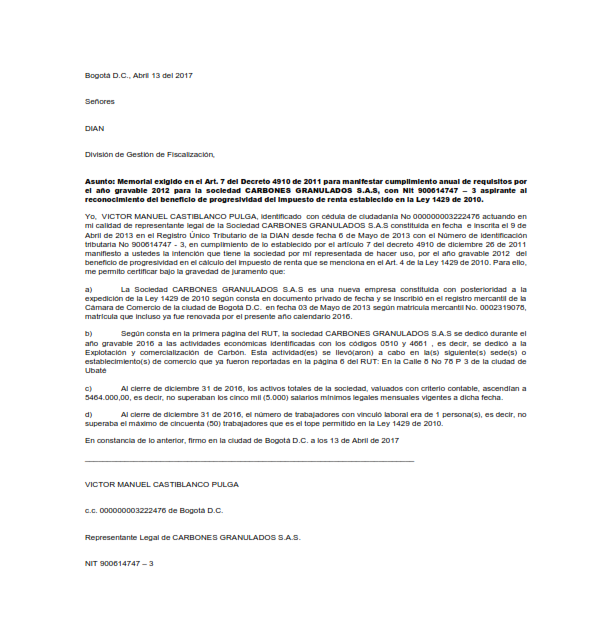 Bogotá D.C., Abril 13 del 2017
Señores
DIAN
División de Gestión de Fiscalización,
Asunto: Memorial exigido en el Art. 7 del Decreto 4910 de 2011 para manifestar cumplimiento anual de requisitos por
el año gravable 2012 para la sociedad CARBONES GRANULADOS S.A.S, con Nit 900614747 – 3 aspirante al
reconocimiento del beneficio de progresividad del impuesto de renta establecido en la Ley 1429 de 2010.
Yo, VICTOR MANUEL CASTIBLANCO PULGA, identificado con cédula de ciudadanía No 000000003222476 actuando en
mi calidad de representante legal de la Sociedad CARBONES GRANULADOS S.A.S constituida en fecha e inscrita el 9 de
Abril de 2013 en el Registro Único Tributario de la DIAN desde fecha 6 de Mayo de 2013 con el Número de identificación
tributaria No 900614747 - 3, en cumplimiento de lo establecido por el artículo 7 del decreto 4910 de diciembre 26 de 2011
manifiesto a ustedes la intención que tiene la sociedad por mi representada de hacer uso, por el año gravable 2012 del
beneficio de progresividad en el cálculo del impuesto de renta que se menciona en el Art. 4 de la Ley 1429 de 2010. Para ello,
me permito certificar bajo la gravedad de juramento que:
a) La Sociedad CARBONES GRANULADOS S.A.S es una nueva empresa constituida con posterioridad a la
expedición de la Ley 1429 de 2010 según consta en documento privado de fecha y se inscribió en el registro mercantil de la
Cámara de Comercio de la ciudad de Bogotá D.C. en fecha 03 de Mayo de 2013 según matricula mercantil No. 0002319078,
matrícula que incluso ya fue renovada por el presente año calendario 2016.
b) Según consta en la primera página del RUT, la sociedad CARBONES GRANULADOS S.A.S se dedicó durante el
año gravable 2016 a las actividades económicas identificadas con los códigos 0510 y 4661 , es decir, se dedicó a la
Explotación y comercialización de Carbón. Esta actividad(es) se llevó(aron) a cabo en la(s) siguiente(s) sede(s) o
establecimiento(s) de comercio que ya fueron reportadas en la página 6 del RUT: En la Calle 8 No 78 P 3 de la ciudad de
Ubaté
c) Al cierre de diciembre 31 de 2016, los activos totales de la sociedad, valuados con criterio contable, ascendían a
5464.000,00, es decir, no superaban los cinco mil (5.000) salarios mínimos legales mensuales vigentes a dicha fecha.
d) Al cierre de diciembre 31 de 2016, el número de trabajadores con vinculó laboral era de 1 persona(s), es decir, no
superaba el máximo de cincuenta (50) trabajadores que es el tope permitido en la Ley 1429 de 2010.
En constancia de lo anterior, firmo en la ciudad de Bogotá D.C. a los 13 de Abril de 2017
VICTOR MANUEL CASTIBLANCO PULGA
c.c. 000000003222476 de Bogotá D.C.
Representante Legal de CARBONES GRANULADOS S.A.S.
NIT 900614747 – 3